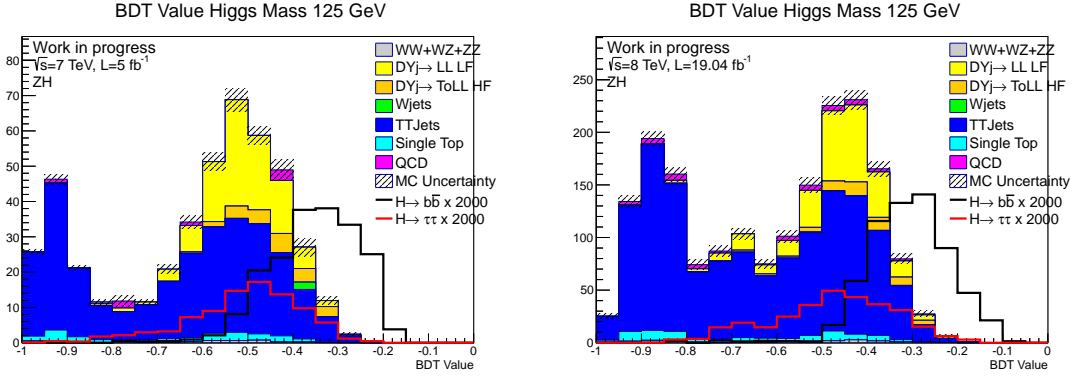 BDT Value Higgs Mass 125 GeV
Work in progress
√s=7 TeV, L=5 fb⁻¹
ZH
WW+WZ+ZZ
DYj→ LL LF
DYj→ ToLL HF
Wjets
TTJets
Single Top
QCD
MC Uncertainty
H→ bb̅ x 2000
H→ ττ x 2000
80
70
60
50
40
30
20
10
0
-1 -0.9 -0.8 -0.7 -0.6 -0.5 -0.4 -0.3 -0.2 -0.1 0
BDT Value
BDT Value Higgs Mass 125 GeV
Work in progress
√s=8 TeV, L=19.04 fb⁻¹
ZH
WW+WZ+ZZ
DYj→ LL LF
DYj→ ToLL HF
Wjets
TTJets
Single Top
QCD
MC Uncertainty
H→ bb̅ x 2000
H→ ττ x 2000
250
200
150
100
50
0
-1 -0.9 -0.8 -0.7 -0.6 -0.5 -0.4 -0.3 -0.2 -0.1 0
BDT Value